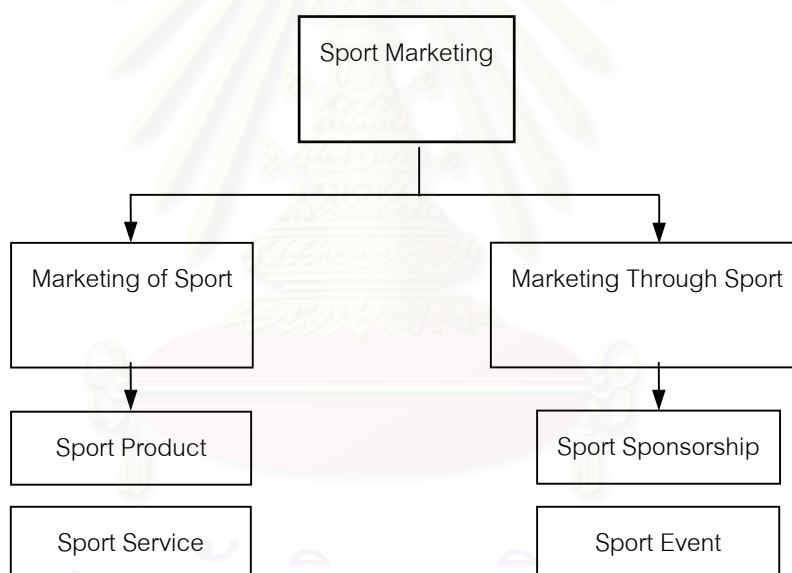 Sport Marketing
Marketing of Sport
Marketing Through Sport
Sport Product
Sport Sponsorship
Sport Service
Sport Event